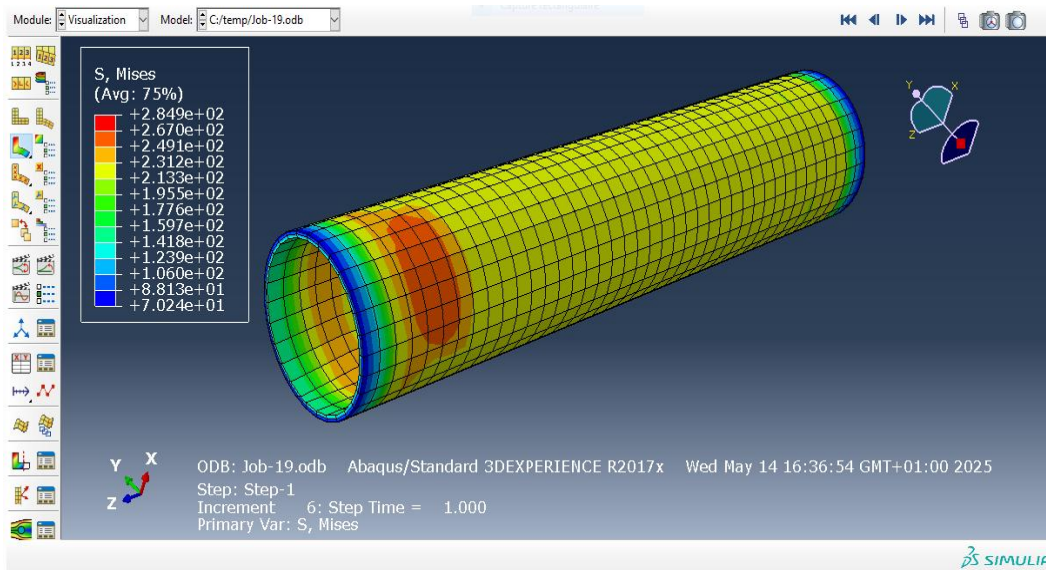 Module: Visualization Model: C:/temp/Job-19.odb
S, Mises
(Avg: 75%)
+2.849e+02
+2.670e+02
+2.491e+02
+2.312e+02
+2.133e+02
+1.955e+02
+1.776e+02
+1.597e+02
+1.418e+02
+1.239e+02
+1.060e+02
+8.813e+01
+7.024e+01
Y X
Z
Y X
Z
ODB: Job-19.odb Abaqus/Standard 3DEXPERIENCE R2017x Wed May 14 16:36:54 GMT+01:00 2025
Step: Step-1
Increment 6: Step Time = 1.000
Primary Var: S, Mises
SIMULIA